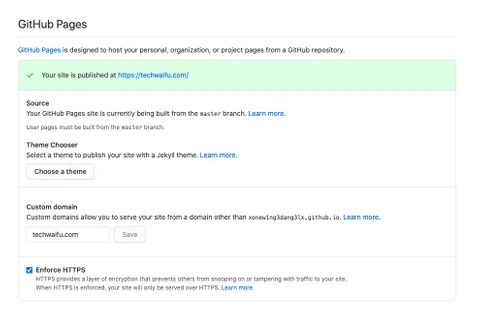 GitHub Pages
GitHub Pages is designed to host your personal, organization, or project pages from a GitHub repository.
✓ Your site is published at https://techwaifu.com/
Source
Your GitHub Pages site is currently being built from the master branch. Learn more.
User pages must be built from the master branch.
Theme Chooser
Select a theme to publish your site with a Jekyll theme. Learn more.
Choose a theme
Custom domain
Custom domains allow you to serve your site from a domain other than xonew1ng3dang3lx.github.io. Learn more.
techwaifu.com Save
Enforce HTTPS
HTTPS provides a layer of encryption that prevents others from snooping on or tampering with traffic to your site.
When HTTPS is enforced, your site will only be served over HTTPS. Learn more.